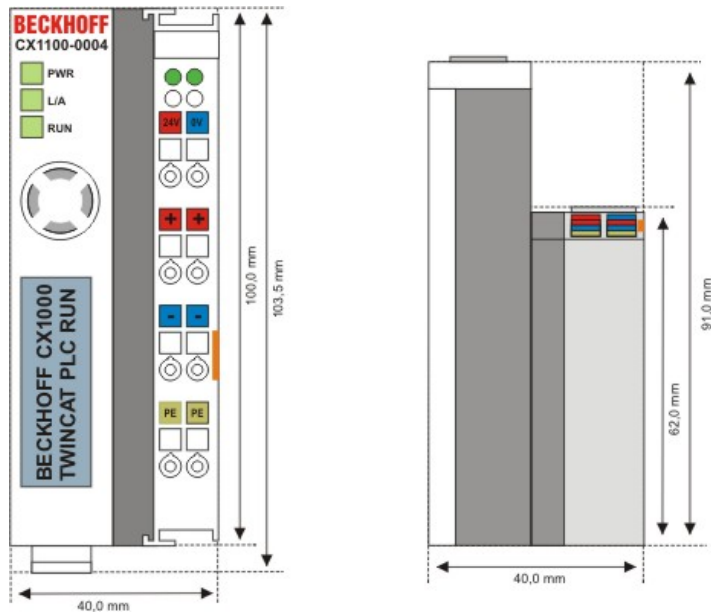 BECKHOFF
CX1100-0004
PWR
L/A
RUN
24V 0V
+ +
- -
PE PE
BECKHOFF CX1000
TWINCAT PLC RUN
100,0 mm
103,5 mm
40,0 mm
62,0 mm
91,0 mm
40,0 mm